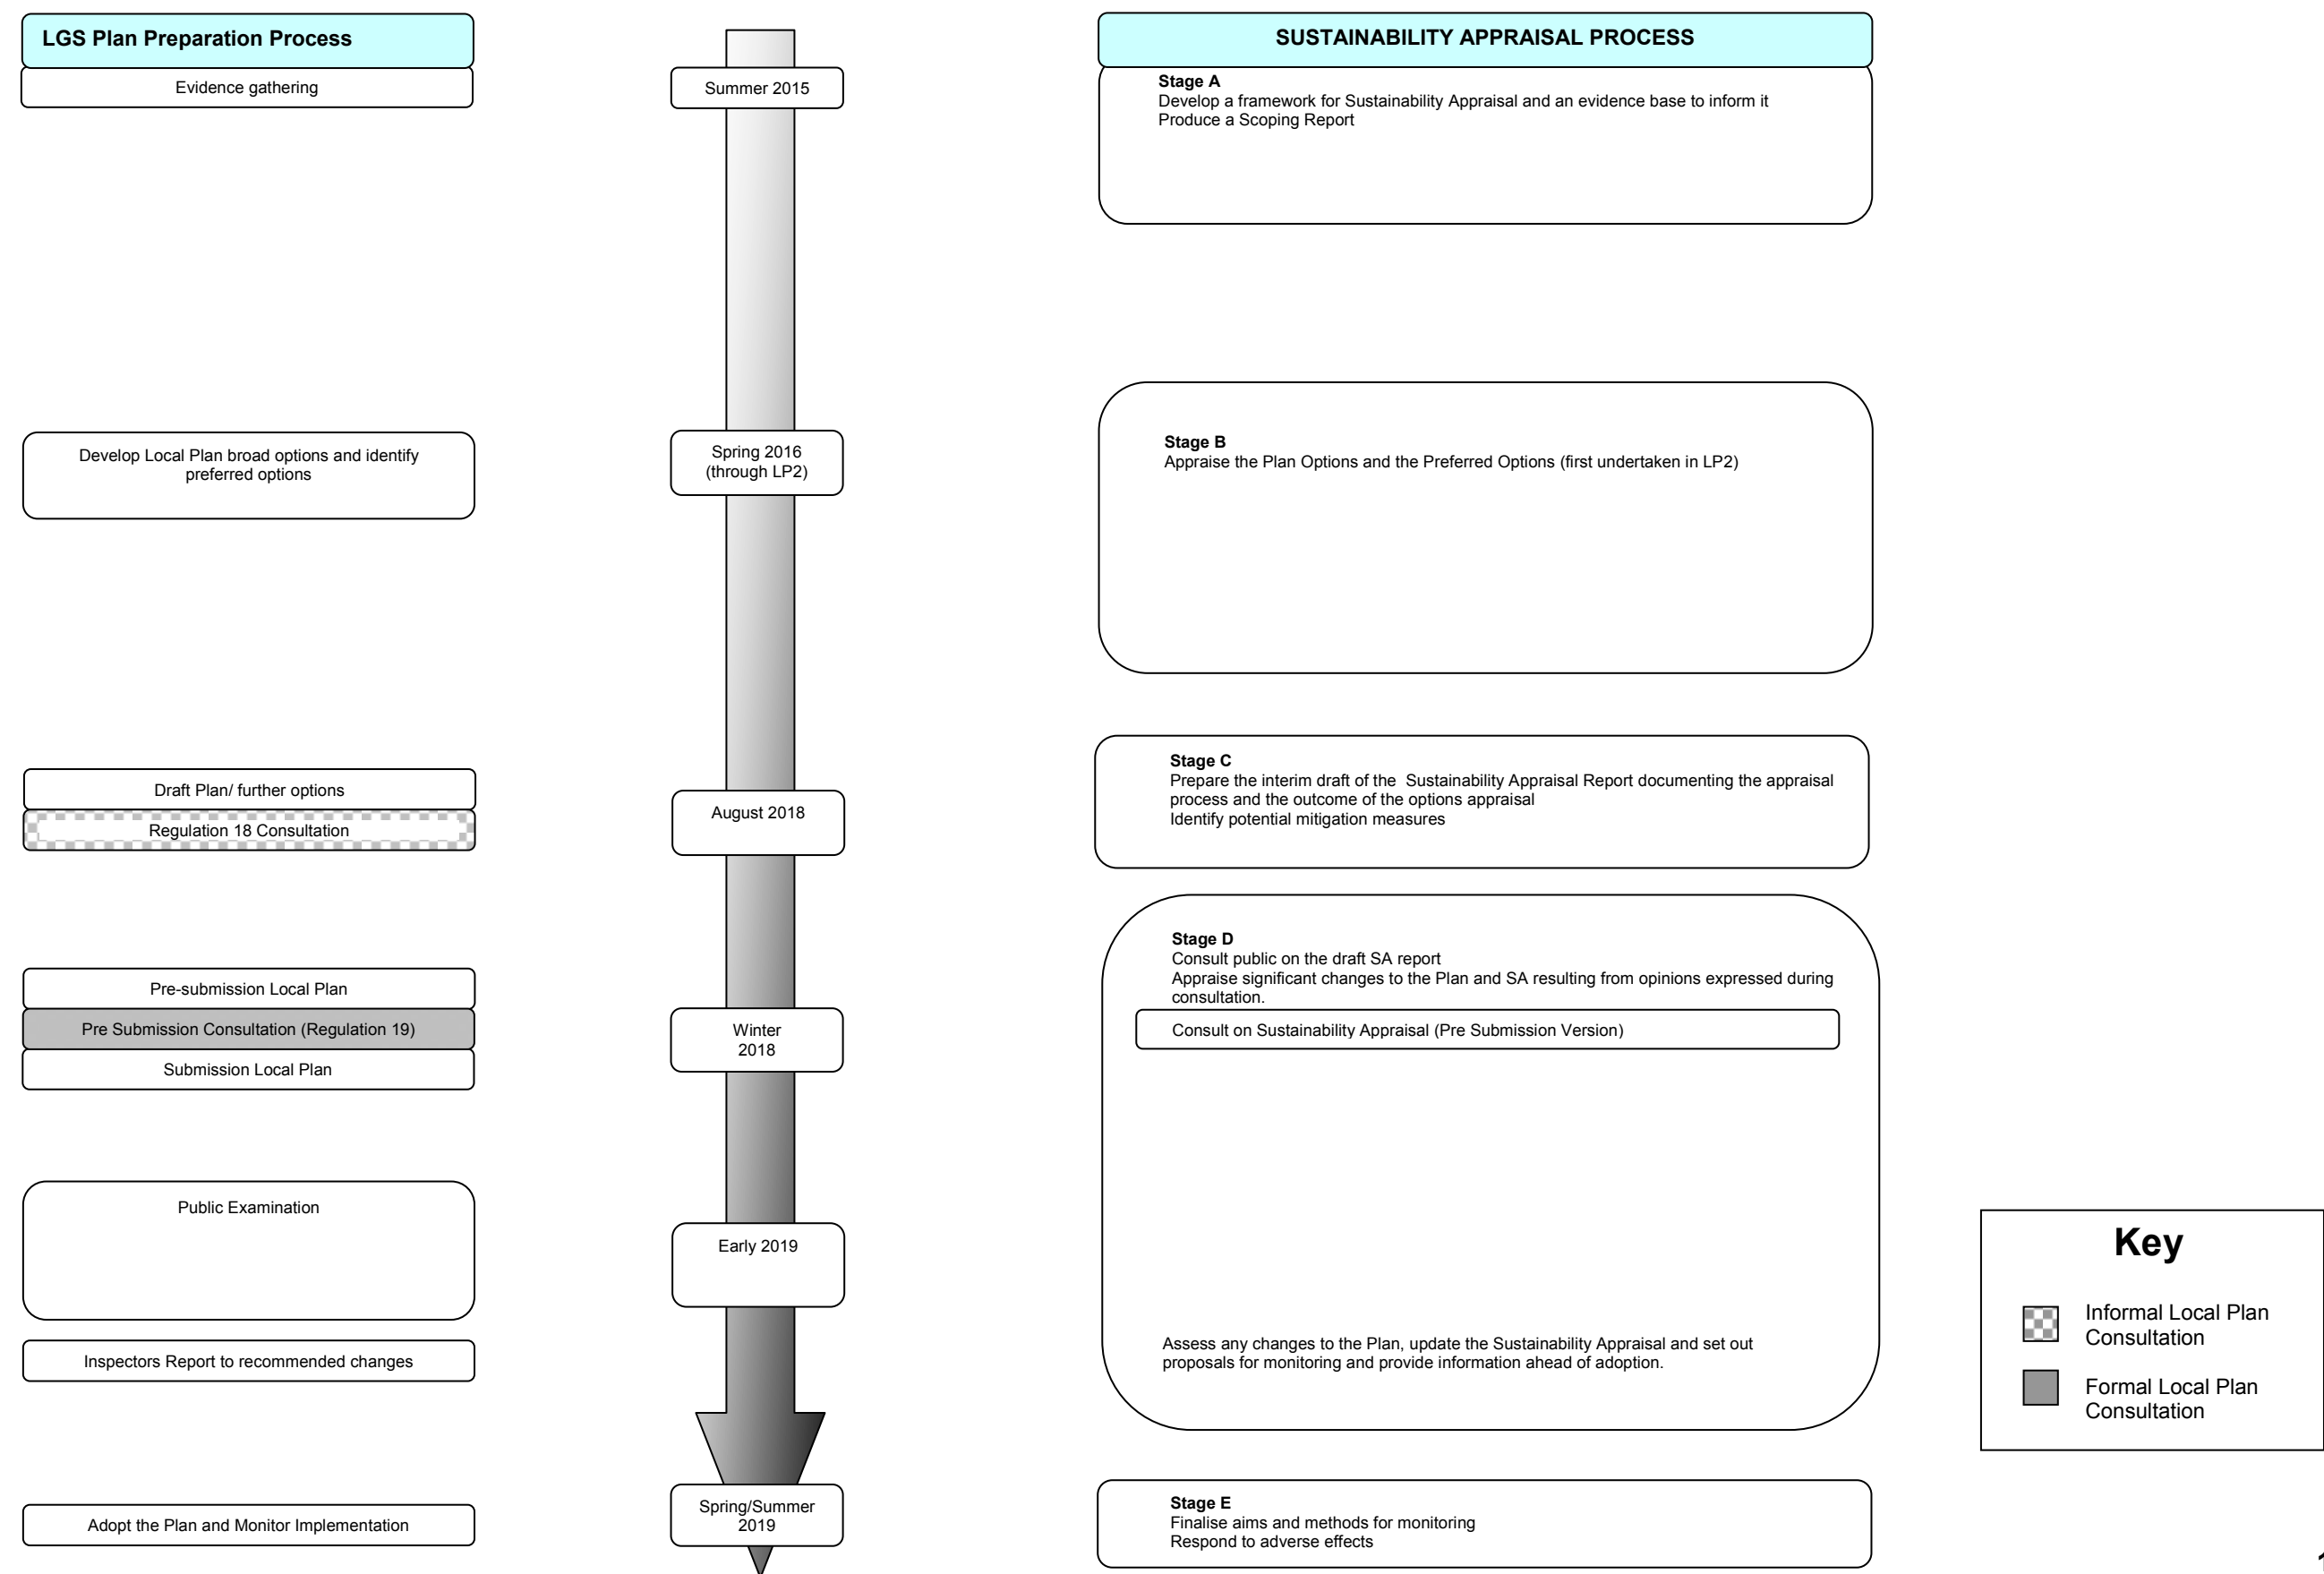 LGS Plan Preparation Process
Evidence gathering
Summer 2015
SUSTAINABILITY APPRAISAL PROCESS
Stage A
Develop a framework for Sustainability Appraisal and an evidence base to inform it
Produce a Scoping Report
Develop Local Plan broad options and identify
preferred options
Spring 2016
(through LP2)
Stage B
Appraise the Plan Options and the Preferred Options (first undertaken in LP2)
Draft Plan/ further options
Regulation 18 Consultation
August 2018
Stage C
Prepare the interim draft of the  Sustainability Appraisal Report documenting the appraisal
process and the outcome of the options appraisal
Identify potential mitigation measures
Pre-submission Local Plan
Pre Submission Consultation (Regulation 19)
Submission Local Plan
Winter
2018
Stage D
Consult public on the draft SA report
Appraise significant changes to the Plan and SA resulting from opinions expressed during
consultation.
Consult on Sustainability Appraisal (Pre Submission Version)
Public Examination
Early 2019
Inspectors Report to recommended changes
Assess any changes to the Plan, update the Sustainability Appraisal and set out
proposals for monitoring and provide information ahead of adoption.
Key
Informal Local Plan
Consultation
Formal Local Plan
Consultation
Adopt the Plan and Monitor Implementation
Spring/Summer
2019
Stage E
Finalise aims and methods for monitoring
Respond to adverse effects